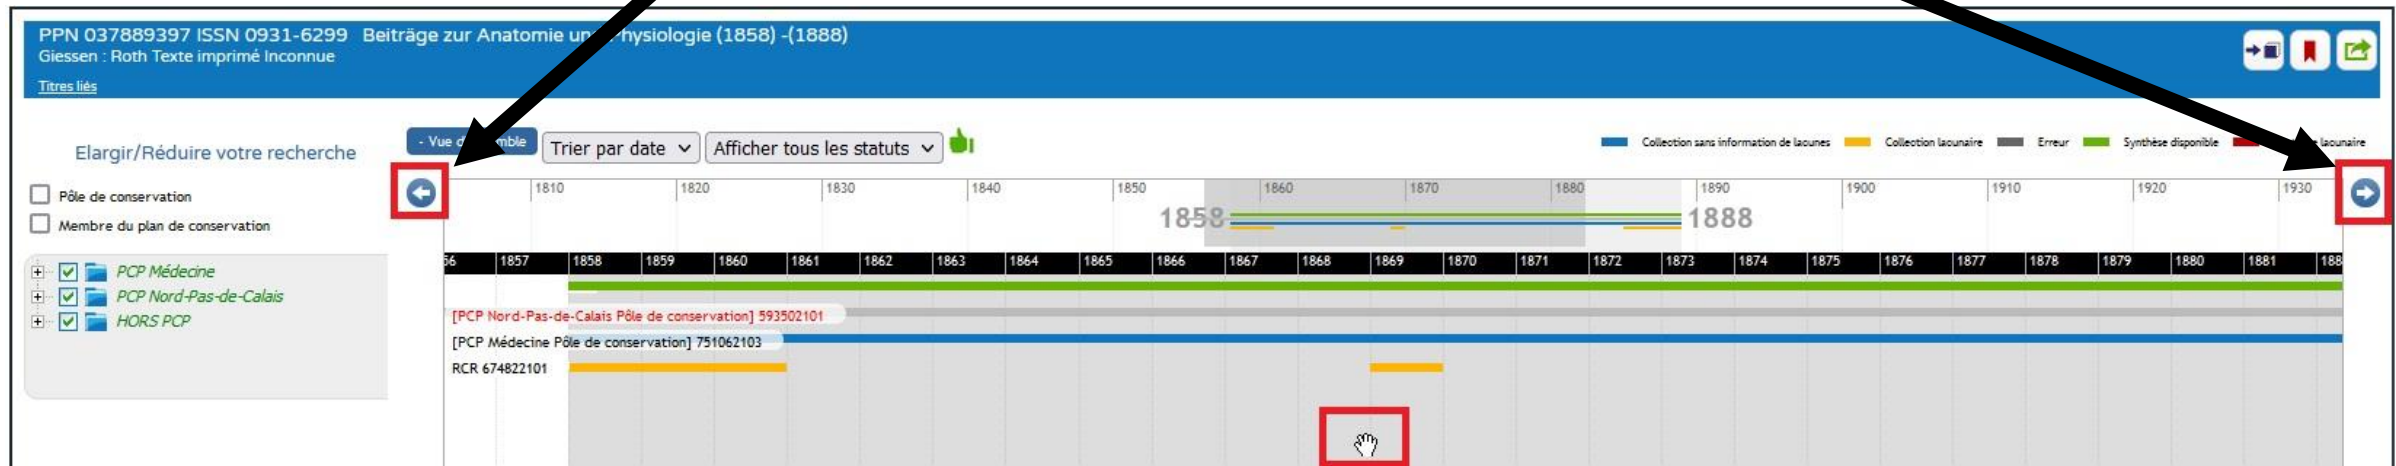 PPN 037889397 ISSN 0931-6299 Beiträge zur Anatomie und Physiologie (1858) -(1888)
Giessen : Roth Texte imprimé Inconnue
Titres liés
Elargir/Réduire votre recherche
- Vue d'ensemble Trier par date Afficher tous les statuts
Collection sans information de lacunes Collection lacunaire Erreur Synthèse disponible lacunaire
Pôle de conservation
Membre du plan de conservation
1810 1820 1830 1840 1850 1860 1870 1880 1890 1900 1910 1920 1930
1858 1888
56 1857 1858 1859 1860 1861 1862 1863 1864 1865 1866 1867 1868 1869 1870 1871 1872 1873 1874 1875 1876 1877 1878 1879 1880 1881 188
PCP Médecine
PCP Nord-Pas-de-Calais
HORS PCP
[PCP Nord-Pas-de-Calais Pôle de conservation] 593502101
[PCP Médecine Pôle de conservation] 751062103
RCR 674822101